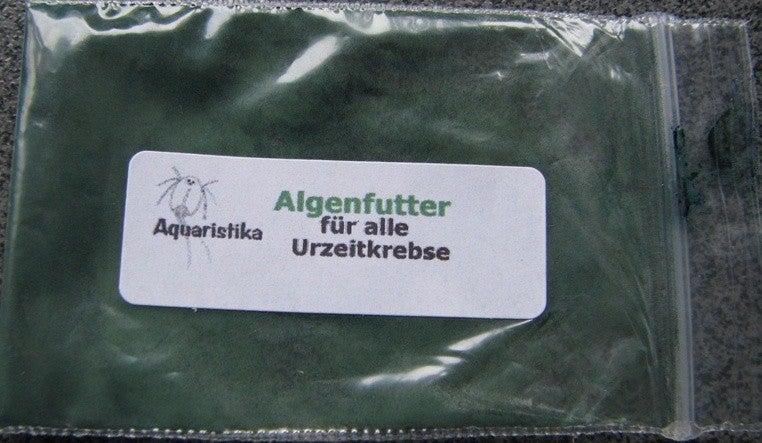 Aquaristika
Algenfutter
für alle
Urzeitkrebse